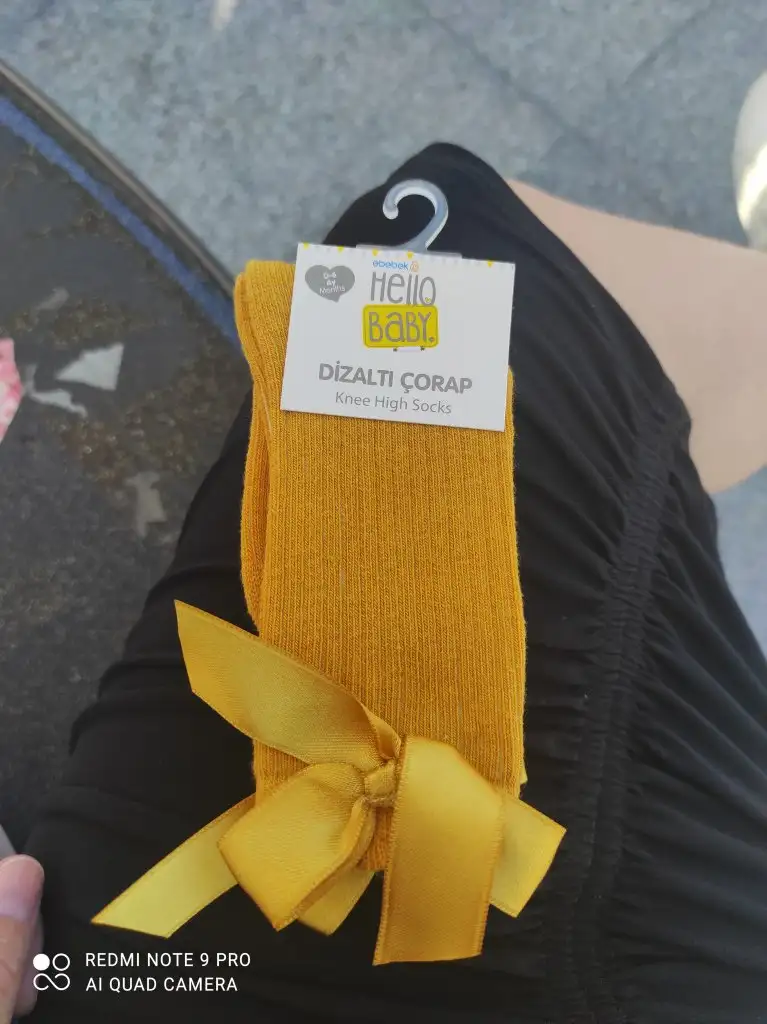 ebebek
0-6
Ay
Months
Hello
BaBY.
DİZALTI ÇORAP
Knee High Socks
REDMI NOTE 9 PRO
AI QUAD CAMERA